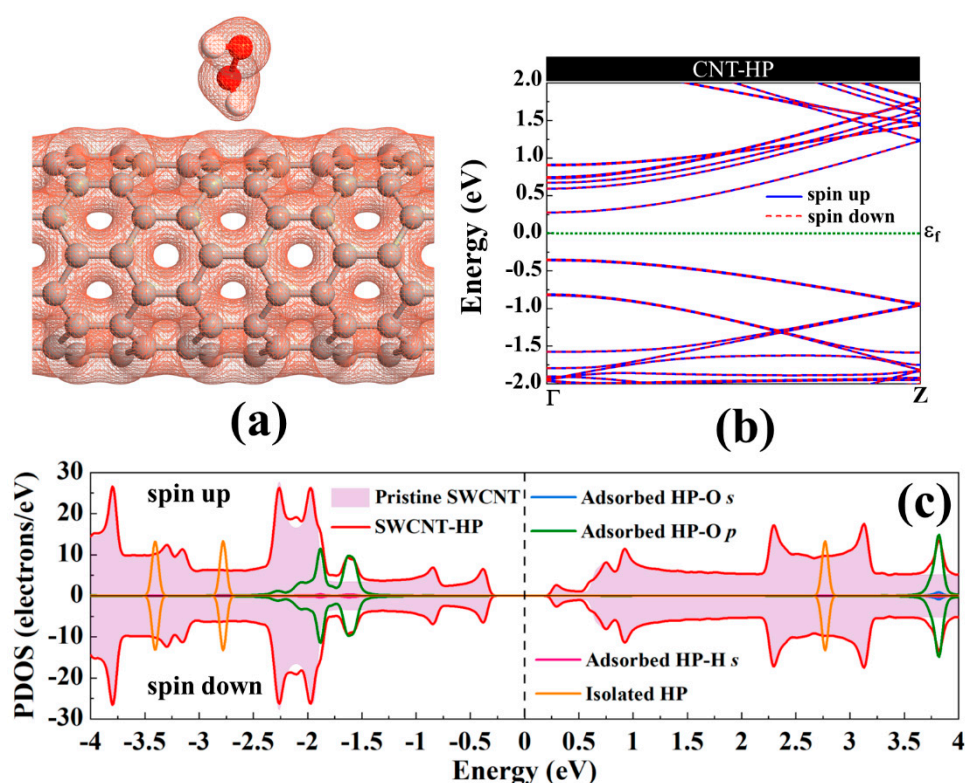 (a)
CNT-HP
Energy (eV)
2.0
1.5
1.0
0.5
0.0
-0.5
-1.0
-1.5
-2.0
spin up
spin down
εf
Γ
Z
(b)
PDOS (electrons/eV)
30
20
10
0
10
20
-30
spin up
spin down
Pristine SWCNT
SWCNT-HP
Adsorbed HP-O s
Adsorbed HP-O p
(c)
Adsorbed HP-H s
Isolated HP
-4 -3.5 -3 -2.5 -2 -1.5 -1 -0.5 0 0.5 1 1.5 2 2.5 3 3.5 4
Energy (eV)